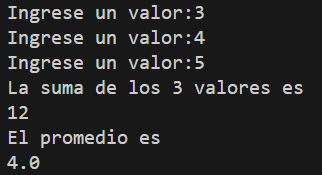 Ingrese un valor:3
Ingrese un valor:4
Ingrese un valor:5
La suma de los 3 valores es
12
El promedio es
4.0